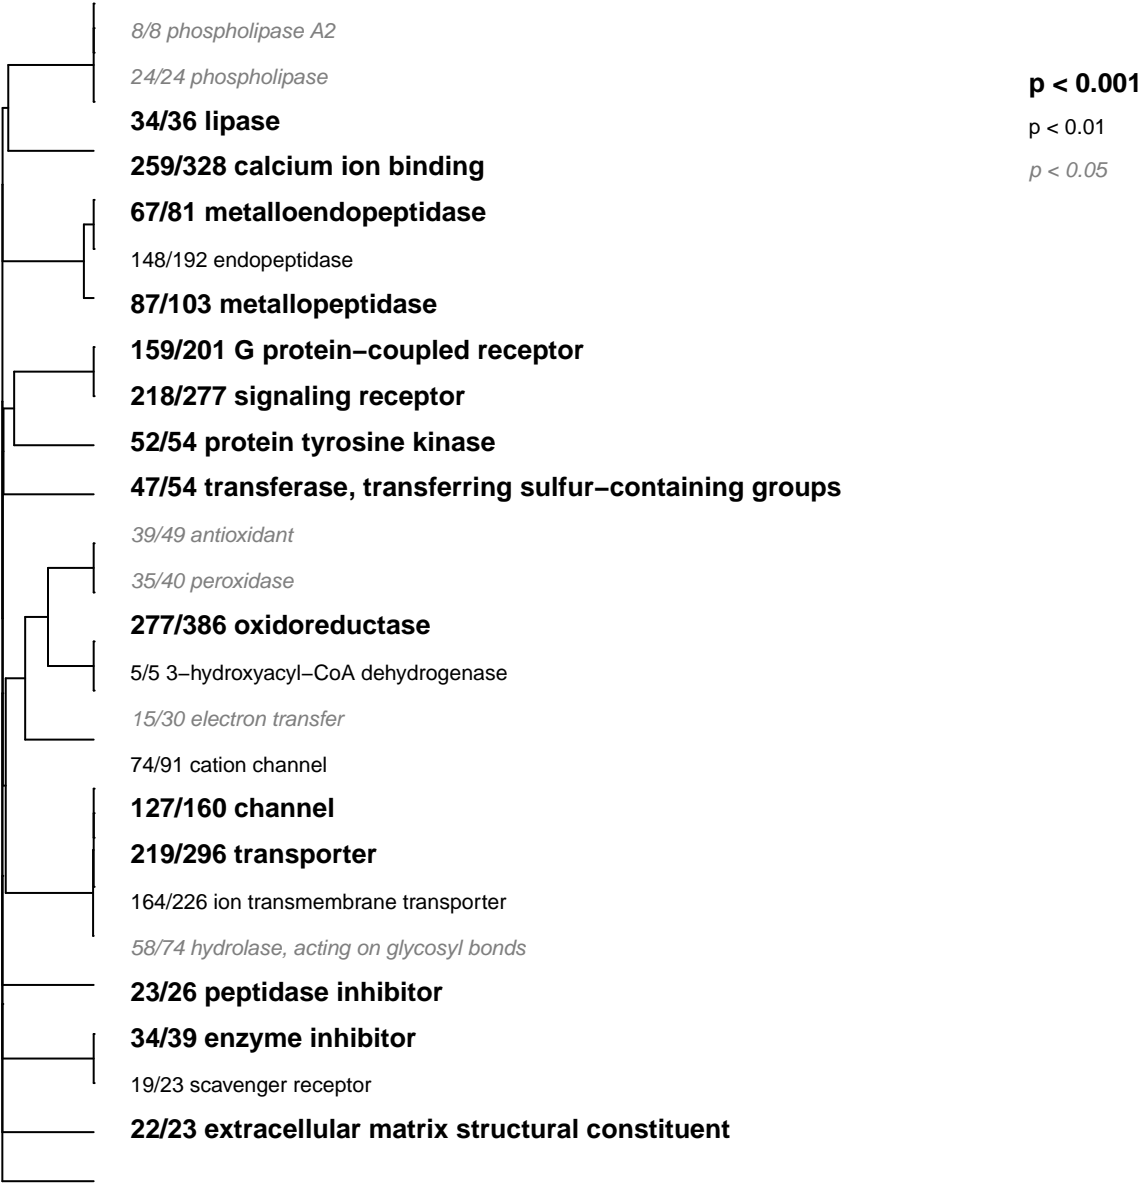 8/8 phospholipase A2
24/24 phospholipase
34/36 lipase
259/328 calcium ion binding
67/81 metalloendopeptidase
148/192 endopeptidase
87/103 metallopeptidase
159/201 G protein−coupled receptor
218/277 signaling receptor
52/54 protein tyrosine kinase
47/54 transferase, transferring sulfur−containing groups
39/49 antioxidant
35/40 peroxidase
277/386 oxidoreductase
5/5 3−hydroxyacyl−CoA dehydrogenase
15/30 electron transfer
74/91 cation channel
127/160 channel
219/296 transporter
164/226 ion transmembrane transporter
58/74 hydrolase, acting on glycosyl bonds
23/26 peptidase inhibitor
34/39 enzyme inhibitor
19/23 scavenger receptor
22/23 extracellular matrix structural constituent
p < 0.001
p < 0.01
p < 0.05